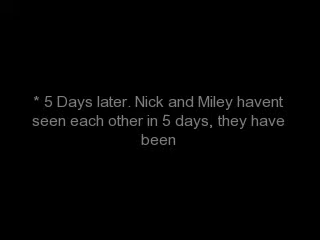 * 5 Days later. Nick and Miley havent
seen each other in 5 days, they have
been